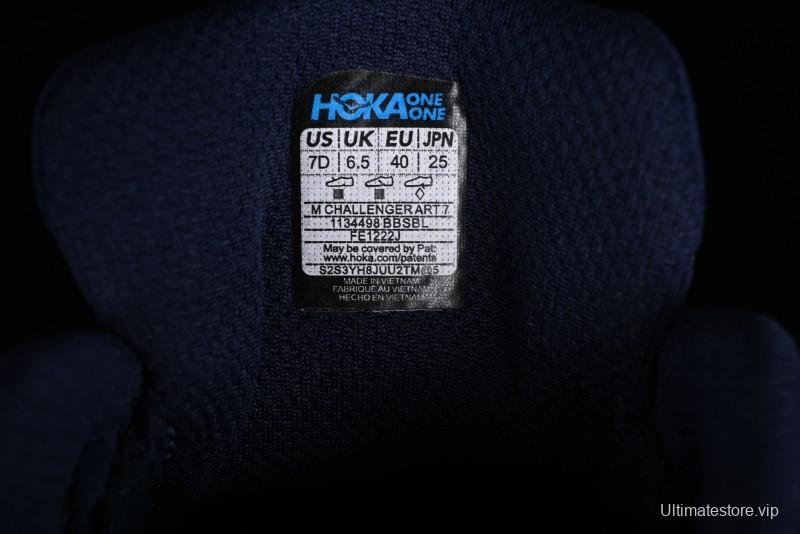 HOKA ONE ONE
US UK EU JPN
7D 6.5 40 25
M CHALLENGER ART 7
1134498 BBSBL
FE1222J
May be covered by Pat:
www.hoka.com/patents
S2S3YH8JUU2TM@5
MADE IN VIETNAM
FABRIQUE AU VIETNAM
HECHO EN VIETNAM
Ultimatestore.vip